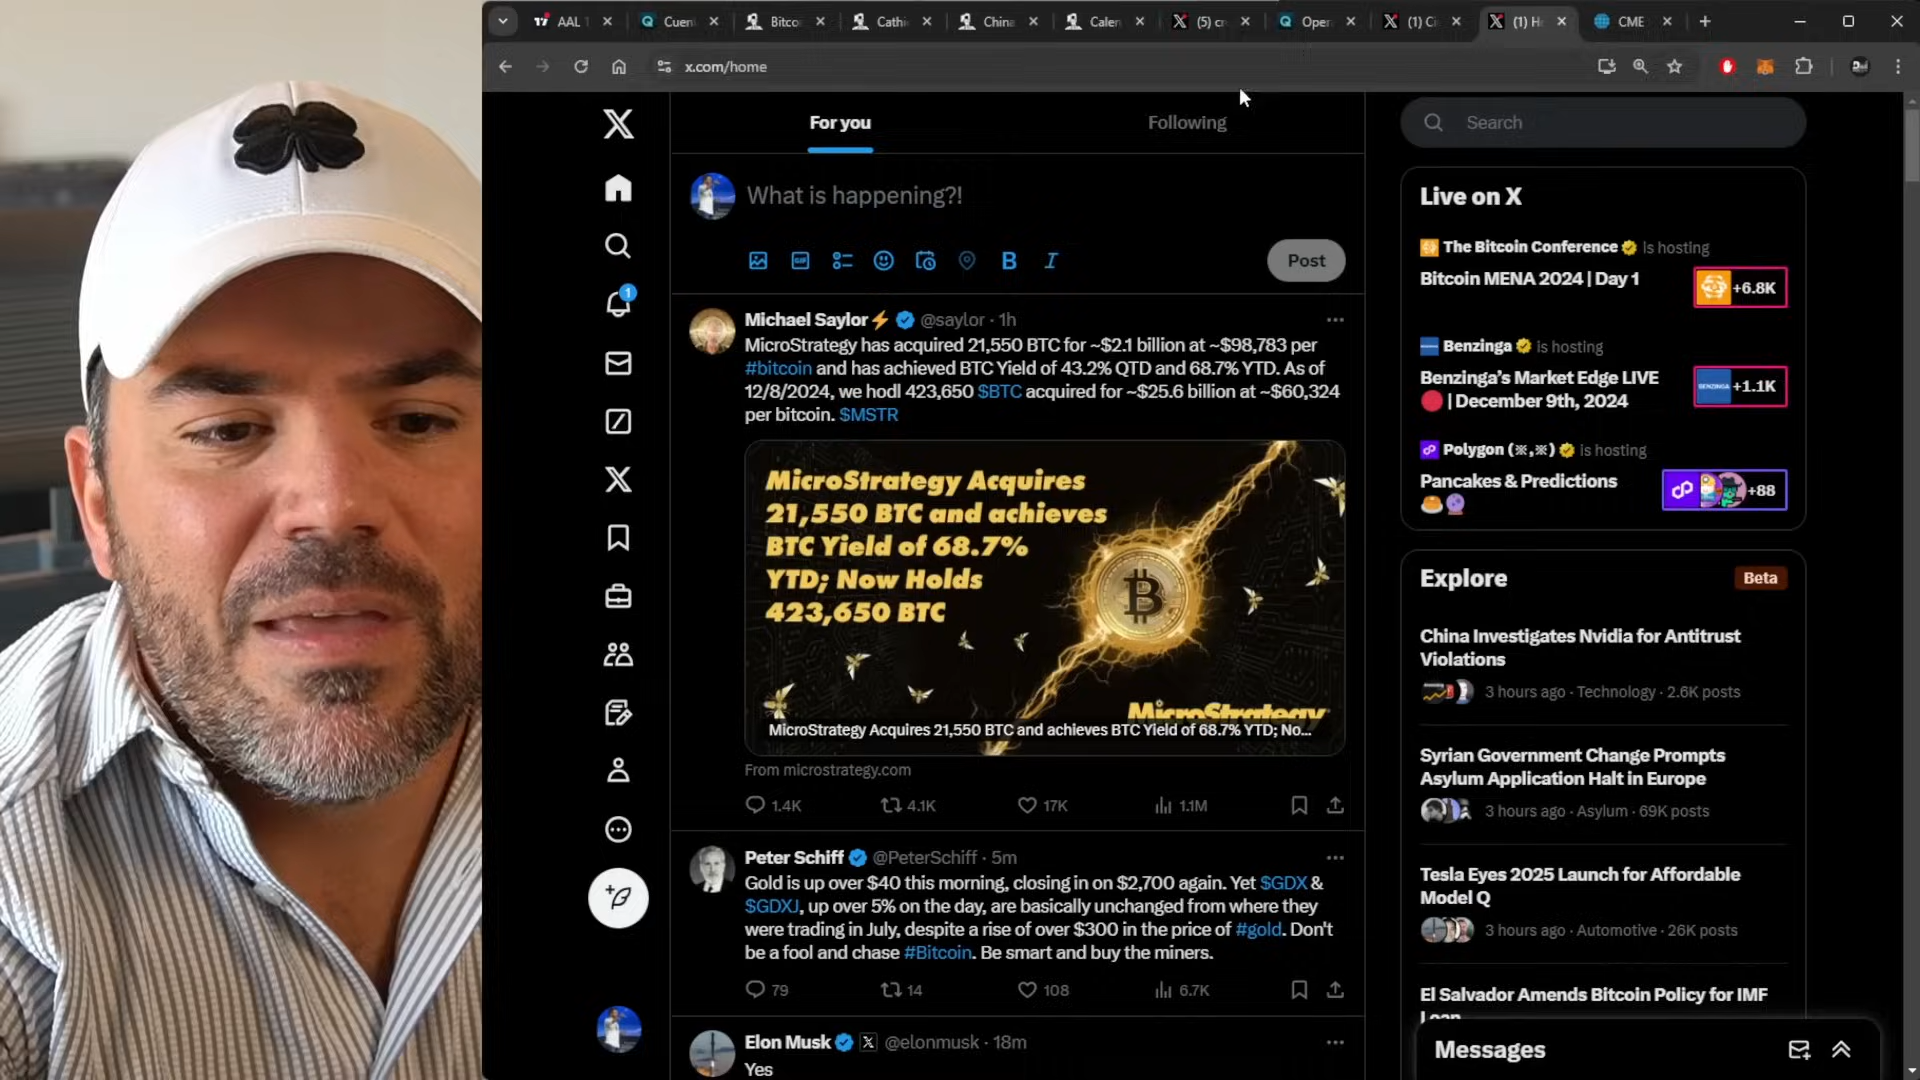 AAL
Cuen
Bitco
Cathi
China
Calen
(5) cr
Oper
(1) Ci
(1) H
CME
x.com/home
For you
Following
Search
What is happening?!
GIF
B
I
Post
1
Michael Saylor⚡ @saylor · 1h
MicroStrategy has acquired 21,550 BTC for ~$2.1 billion at ~$98,783 per
#bitcoin and has achieved BTC Yield of 43.2% QTD and 68.7% YTD. As of
12/8/2024, we hodl 423,650 $BTC acquired for ~$25.6 billion at ~$60,324
per bitcoin. $MSTR
MicroStrategy Acquires
21,550 BTC and achieves
BTC Yield of 68.7%
YTD; Now Holds
423,650 BTC
MicroStrategy
MicroStrategy Acquires 21,550 BTC and achieves BTC Yield of 68.7% YTD; No...
From microstrategy.com
1.4K
4.1K
17K
1.1M
Peter Schiff @PeterSchiff · 5m
Gold is up over $40 this morning, closing in on $2,700 again. Yet $GDX &
$GDXJ, up over 5% on the day, are basically unchanged from where they
were trading in July, despite a rise of over $300 in the price of #gold. Don't
be a fool and chase #Bitcoin. Be smart and buy the miners.
79
14
108
6.7K
Elon Musk @elonmusk · 18m
Yes
Live on X
The Bitcoin Conference is hosting
Bitcoin MENA 2024 | Day 1
+6.8K
Benzinga is hosting
Benzinga's Market Edge LIVE
🔴 | December 9th, 2024
BENZINGA +1.1K
Polygon (※,※) is hosting
Pancakes & Predictions
🥞🔮
+88
Explore
Beta
China Investigates Nvidia for Antitrust
Violations
3 hours ago · Technology · 2.6K posts
Syrian Government Change Prompts
Asylum Application Halt in Europe
3 hours ago · Asylum · 69K posts
Tesla Eyes 2025 Launch for Affordable
Model Q
3 hours ago · Automotive · 26K posts
El Salvador Amends Bitcoin Policy for IMF
Loan
Messages